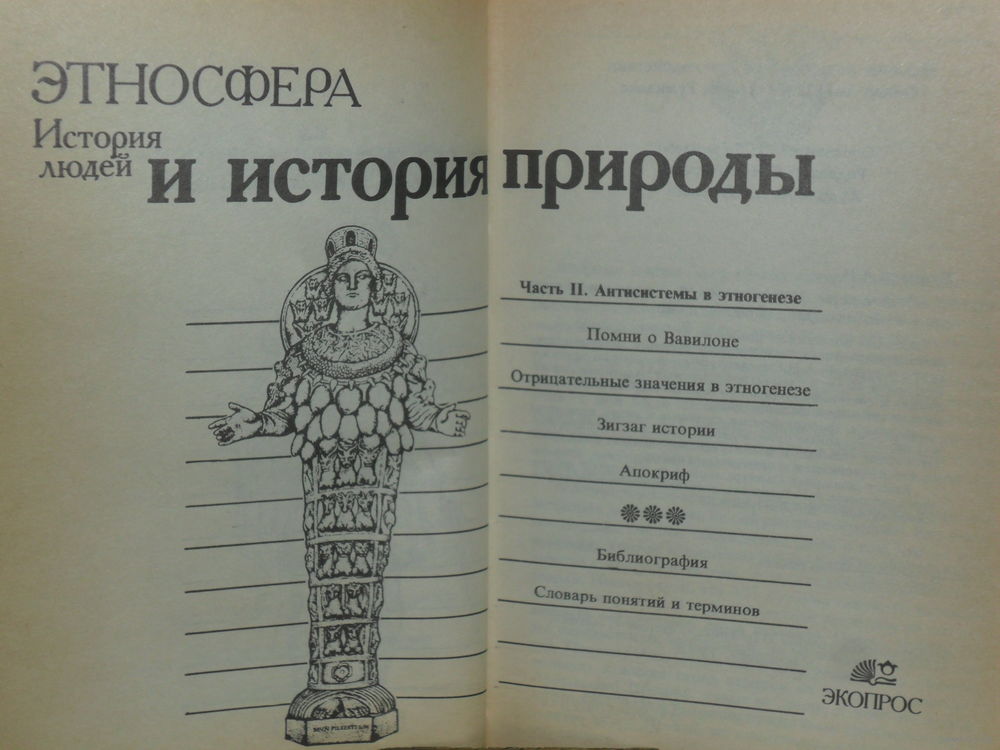 ЭТНОСФЕРА
История
людей
и история природы
Часть II. Антисистемы в этногенезе
Помни о Вавилоне
Отрицательные значения в этногенезе
Зигзаг истории
Апокриф
Библиография
Словарь понятий и терминов
ЭКОПРОС